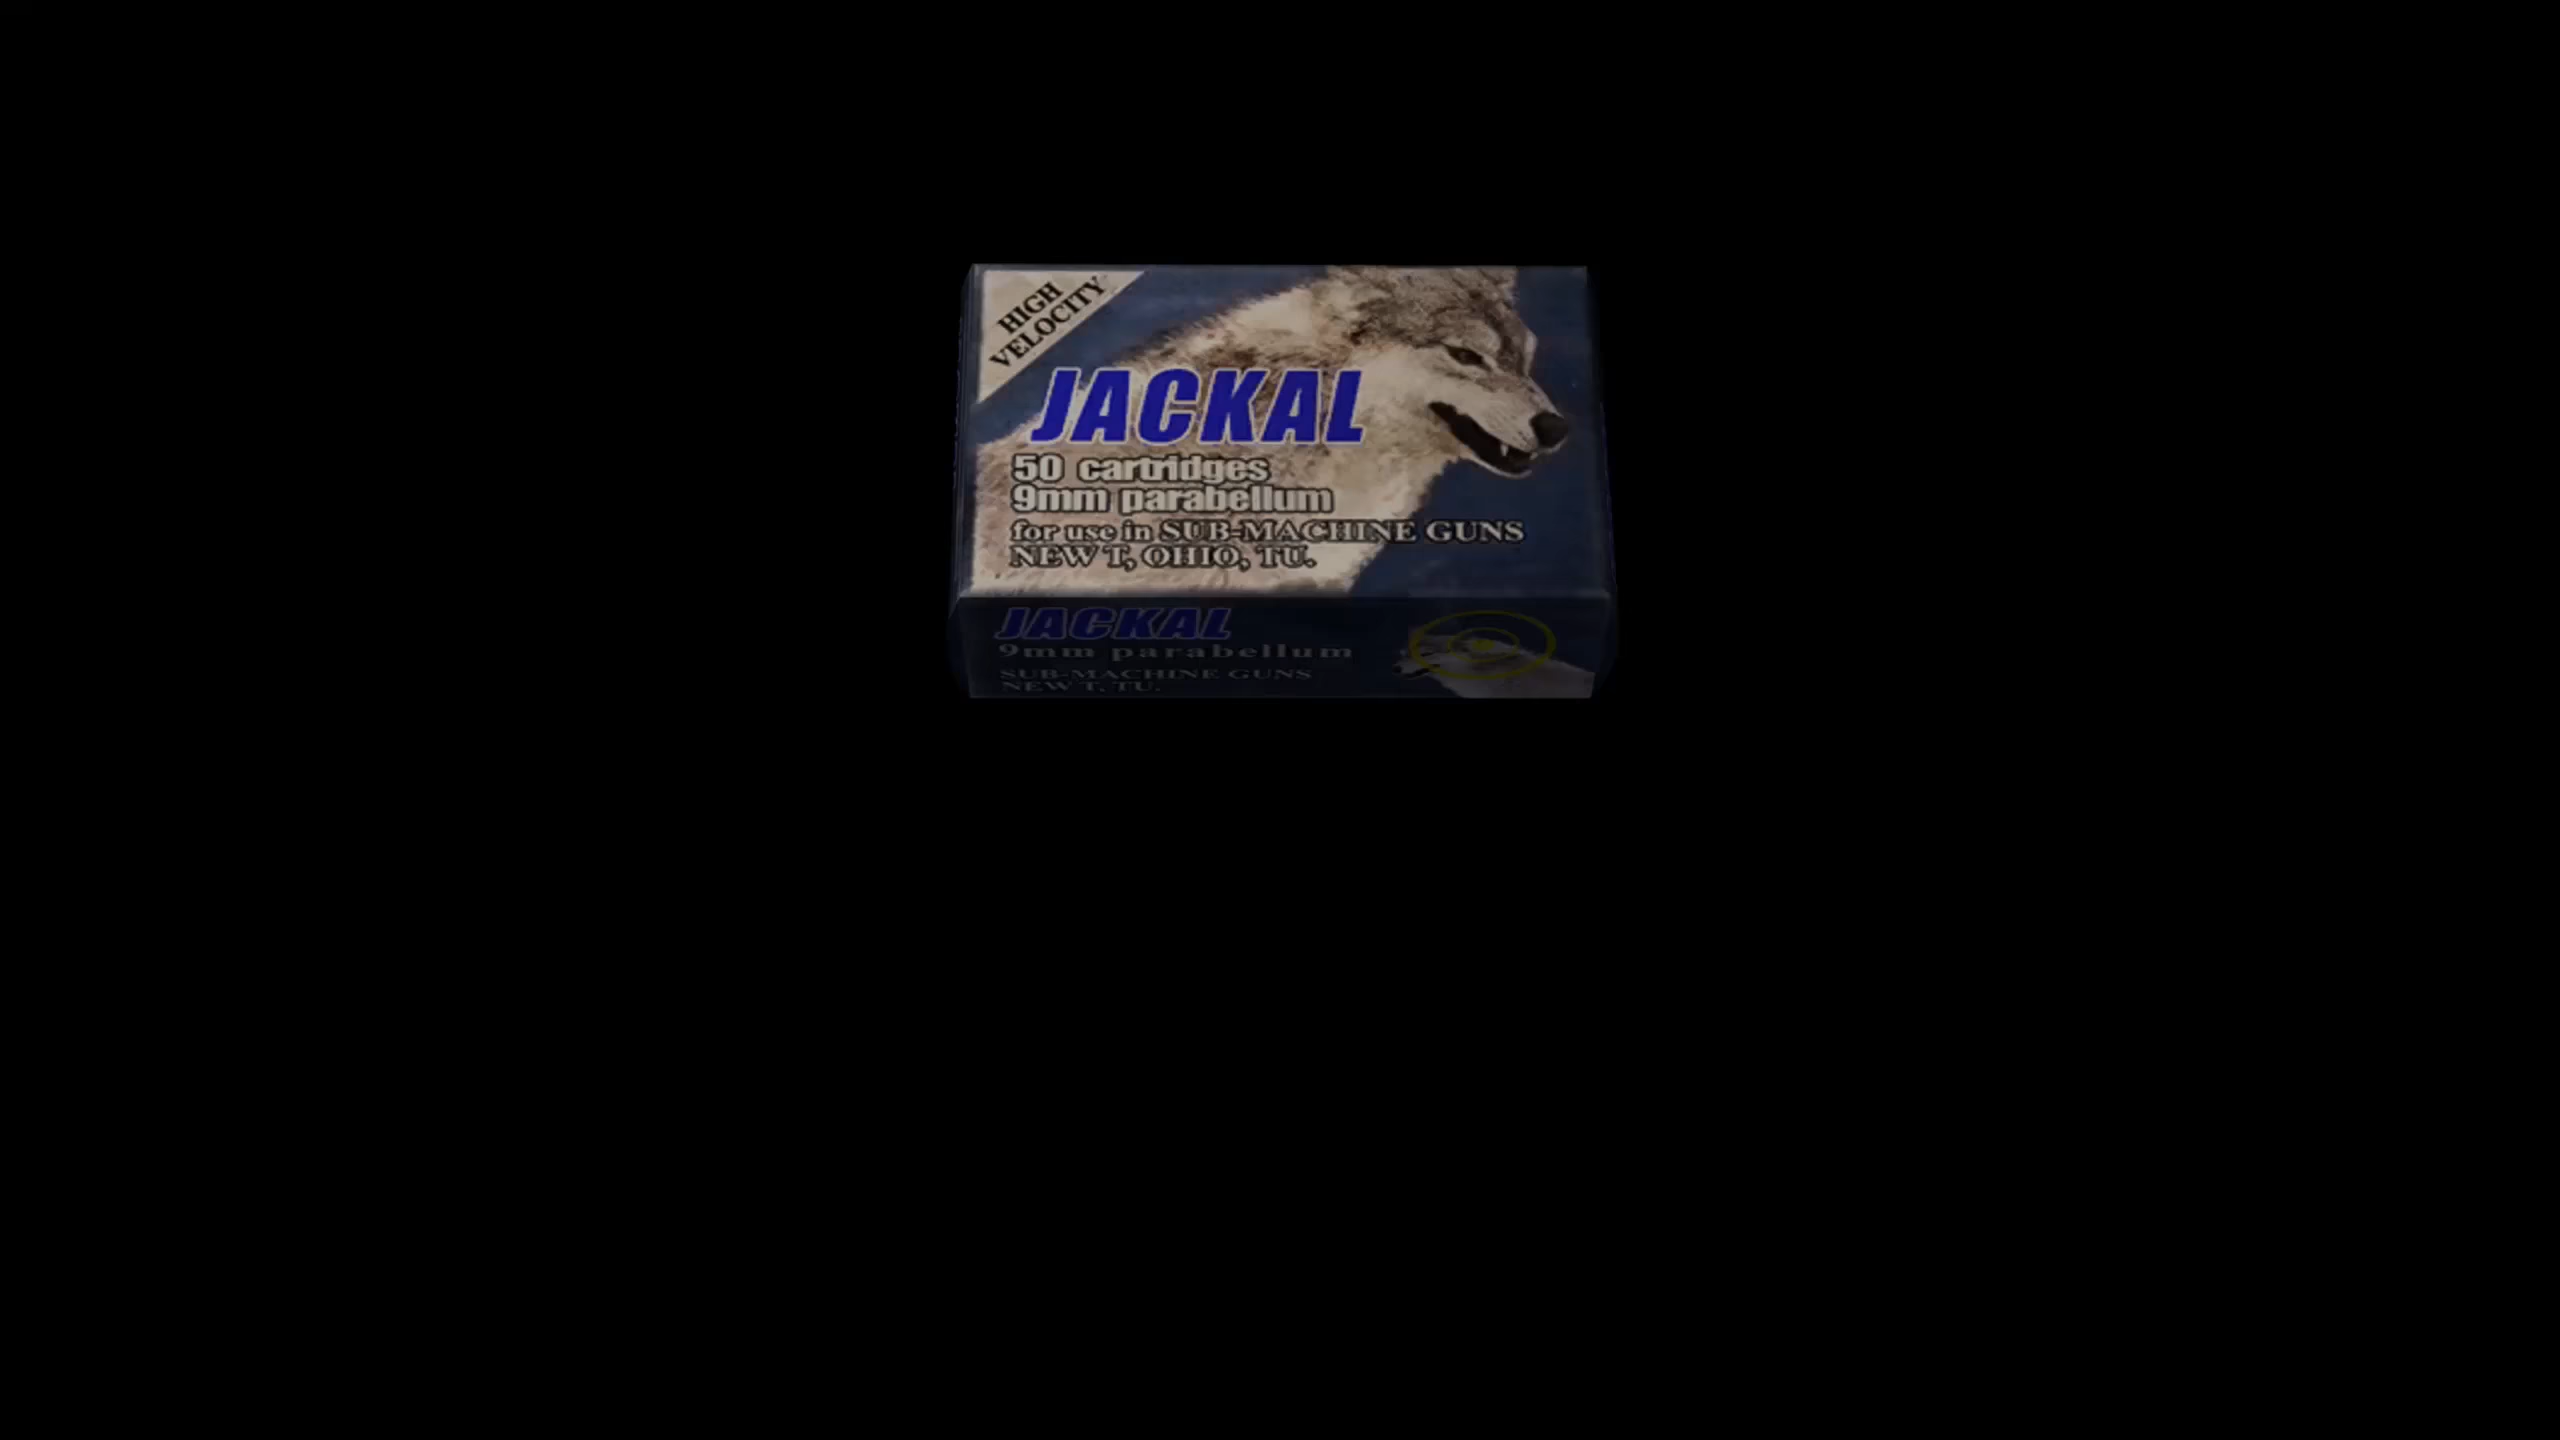 HIGH
VELOCITY
JACKAL
50 cartridges
9mm parabellum
for use in SUB-MACHINE GUNS
NEW T, OHIO, TU.
JACKAL
9mm parabellum
SUB-MACHINE GUNS
NEW T, TU.